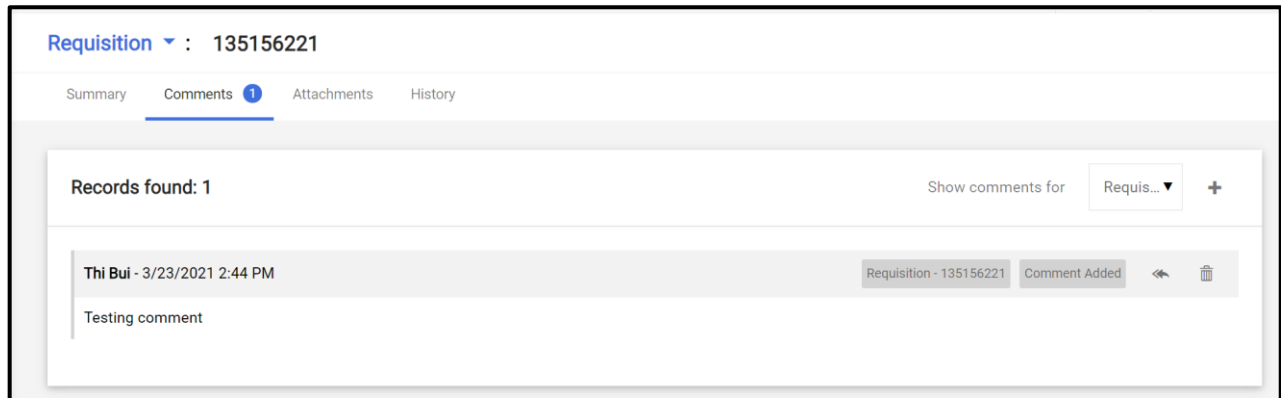 Requisition : 135156221
Summary Comments 1 Attachments History
Records found: 1 Show comments for Requis...
Thi Bui - 3/23/2021 2:44 PM Requisition - 135156221 Comment Added
Testing comment